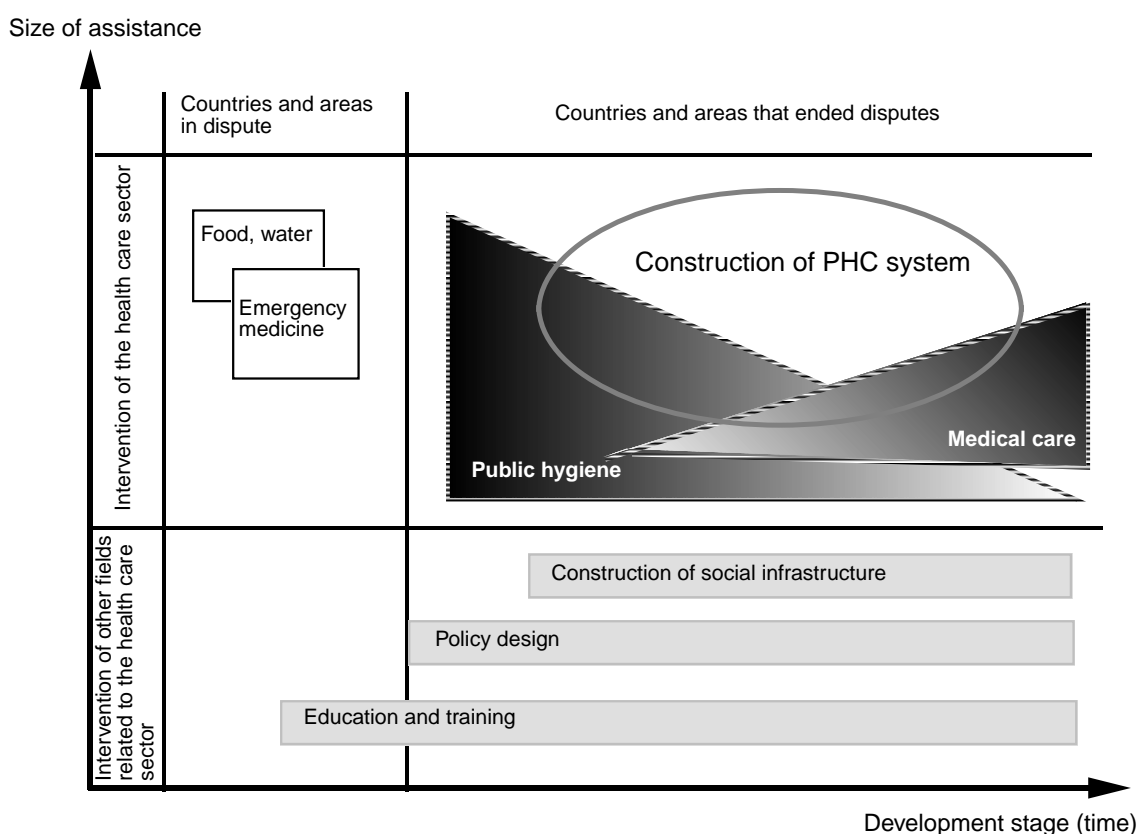 Size of assistance
Countries and areas
in dispute
Countries and areas that ended disputes
Intervention of the health care sector
Food, water
Emergency
medicine
Construction of PHC system
Medical care
Public hygiene
Intervention of other fields
related to the health care
sector
Construction of social infrastructure
Policy design
Education and training
Development stage (time)